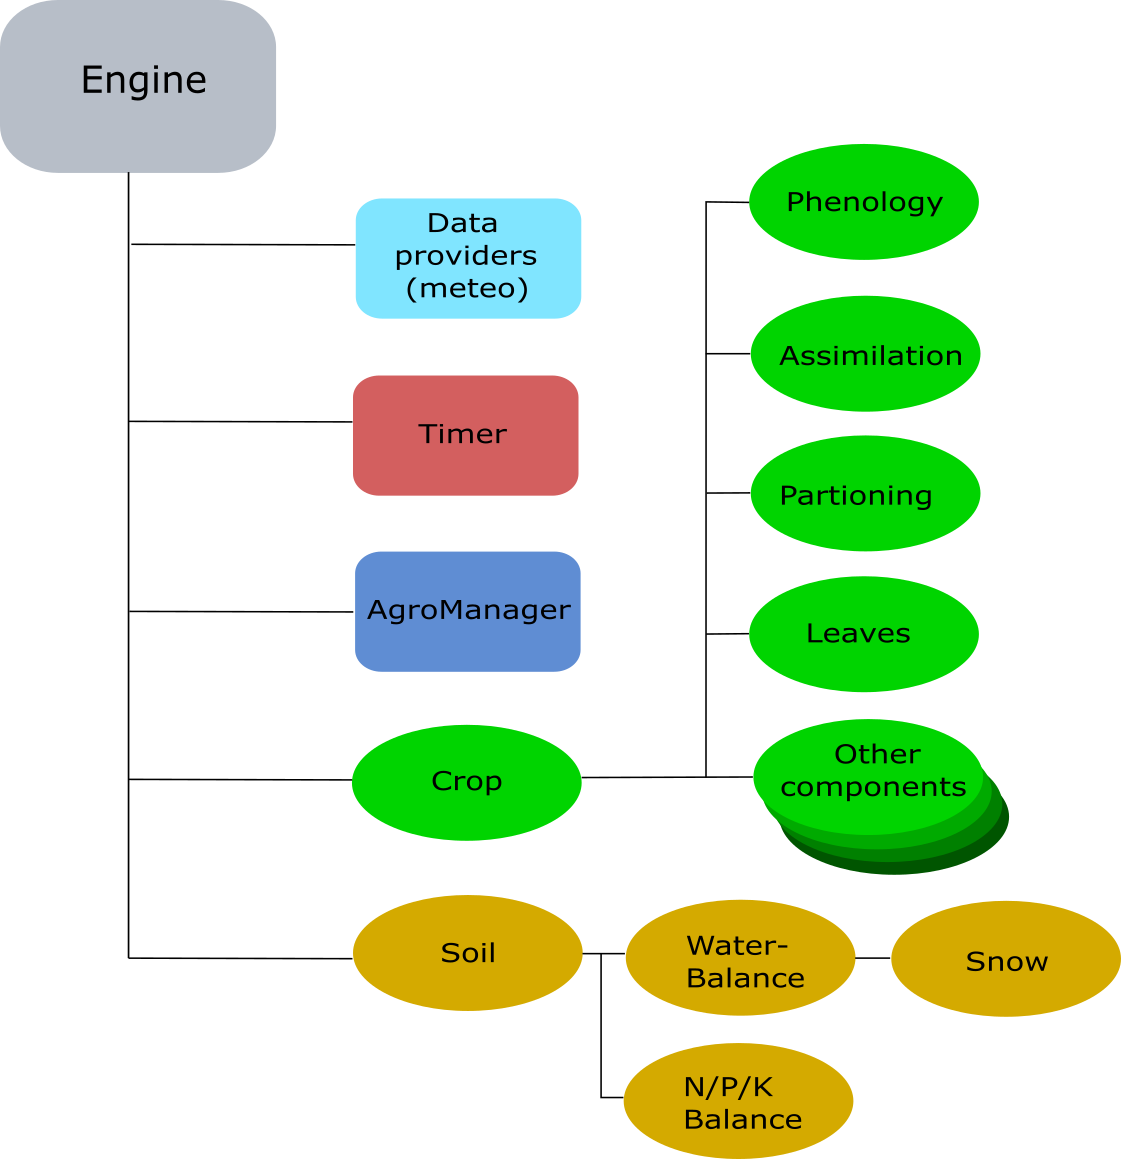 Engine
Data
providers
(meteo)
Timer
AgroManager
Crop
Soil
Phenology
Assimilation
Partioning
Leaves
Other
components
Water-
Balance
Snow
N/P/K
Balance